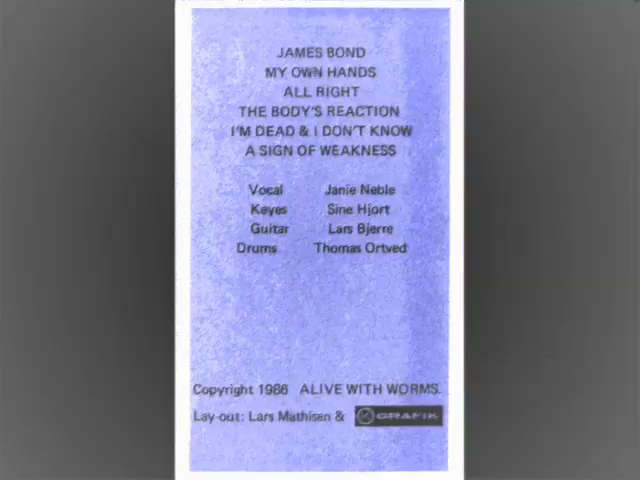 JAMES BOND
MY OWN HANDS
ALL RIGHT
THE BODY'S REACTION
I'M DEAD & I DON'T KNOW
A SIGN OF WEAKNESS
Vocal Janie Neble
Keyes Sine Hjort
Guitar Lars Bjerre
Drums Thomas Ortved
Copyright 1986 ALIVE WITH WORMS.
Lay-out: Lars Mathisen & GRAFIK